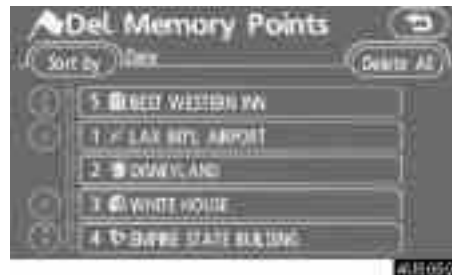 Del. Memory Points
Sort by Date Delete All
5 BEST WESTERN INN
1 LAX INT'L AIRPORT
2 DISNEYLAND
3 WHITE HOUSE
4 EMPIRE STATE BUILDING